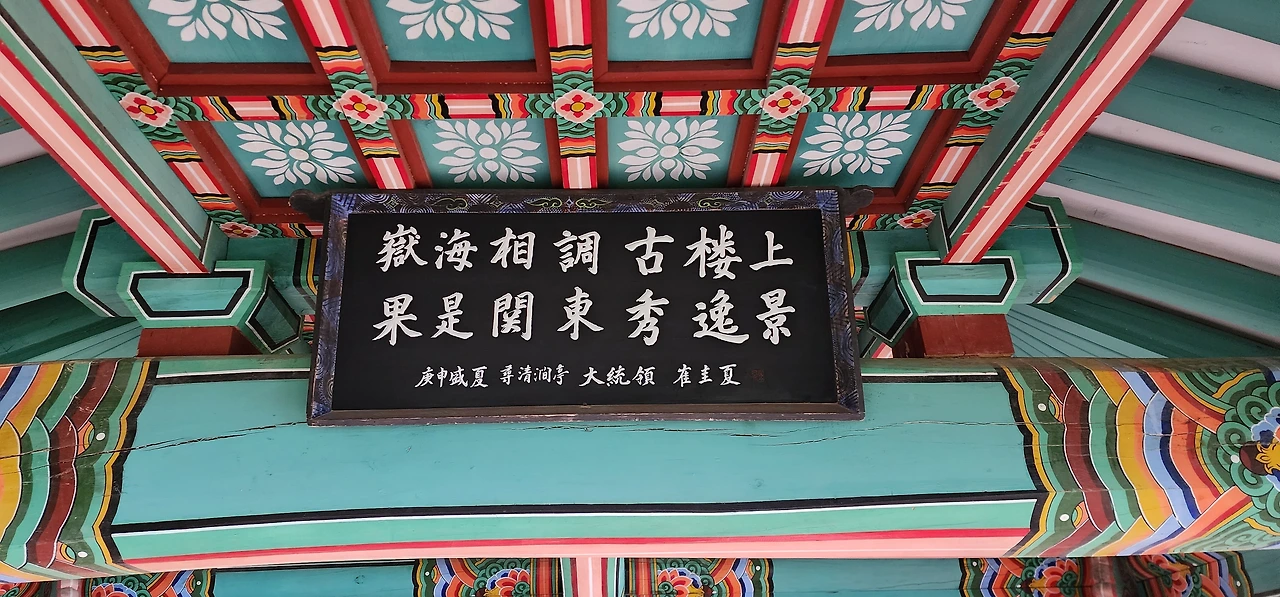 嶽海相調古楼上
果是関東秀逸景
庚申盛夏 尋清澗亭 大統領 崔圭夏